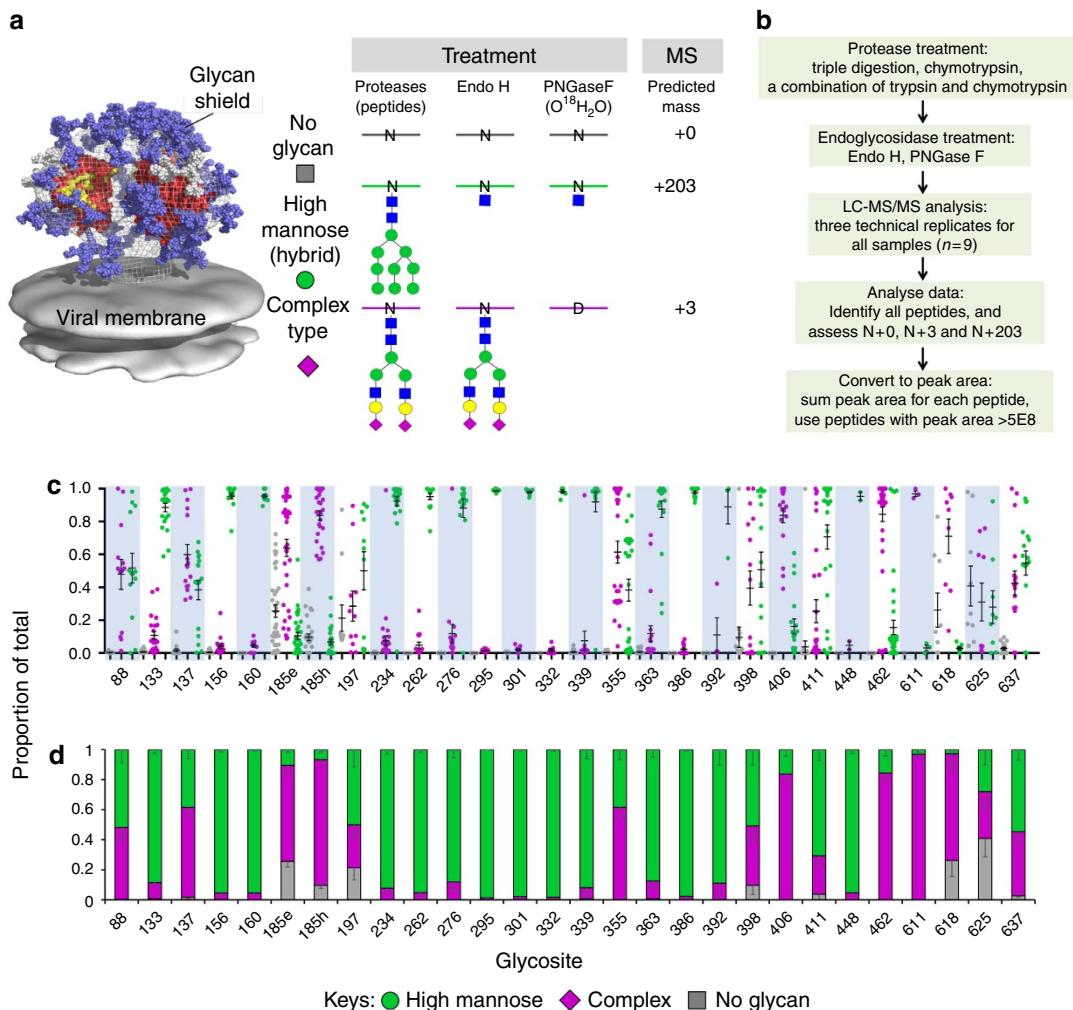 a
Glycan
shield
Viral membrane
Treatment
MS
Proteases
(peptides)
Endo H
PNGaseF
(O18H2O)
Predicted
mass
No
glycan
N
N
N
+0
High
mannose
(hybrid)
N
N
N
+203
Complex
type
N
N
D
+3
b
Protease treatment:
triple digestion, chymotrypsin,
a combination of trypsin and chymotrypsin
Endoglycosidase treatment:
Endo H, PNGase F
LC-MS/MS analysis:
three technical replicates for
all samples (n=9)
Analyse data:
Identify all peptides, and
assess N+0, N+3 and N+203
Convert to peak area:
sum peak area for each peptide,
use peptides with peak area >5E8
Proportion of total
c
1.0
0.8
0.6
0.4
0.2
0.0
88 133 137 156 160 185e 185h 197 234 262 276 295 301 332 339 355 363 386 392 398 406 411 448 462 611 618 625 637
d
1
0.8
0.6
0.4
0.2
0
88 133 137 156 160 185e 185h 197 234 262 276 295 301 332 339 355 363 386 392 398 406 411 448 462 611 618 625 637
Glycosite
Keys: High mannose Complex No glycan